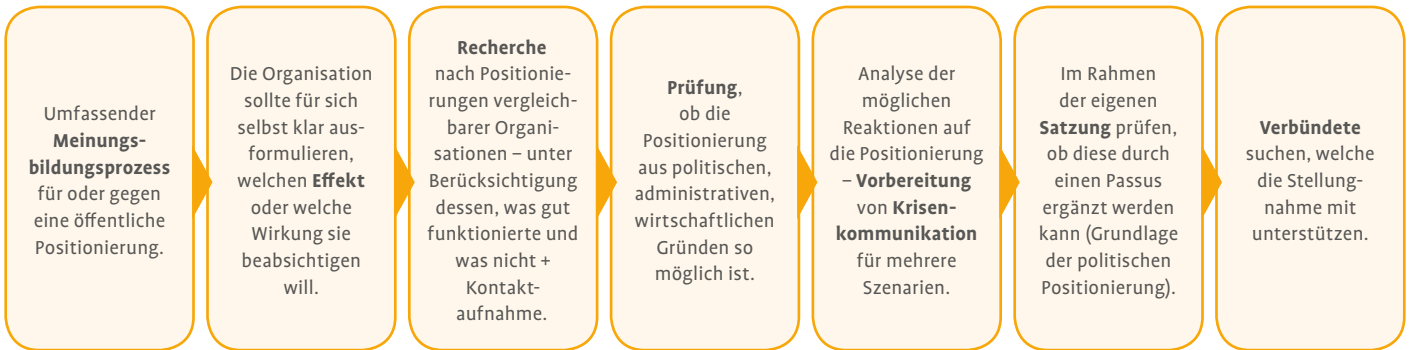 Umfassender
Meinungs-
bildungsprozess
für oder gegen
eine öffentliche
Positionierung.
Die Organisation
sollte für sich
selbst klar aus-
formulieren,
welchen Effekt
oder welche
Wirkung sie
beabsichtigen
will.
Recherche
nach Positionie-
rungen vergleich-
barer Organi-
sationen – unter
Berücksichtigung
dessen, was gut
funktionierte und
was nicht +
Kontakt-
aufnahme.
Prüfung,
ob die
Positionierung
aus politischen,
administrativen,
wirtschaftlichen
Gründen so
möglich ist.
Analyse der
möglichen
Reaktionen auf
die Positionierung
– Vorbereitung
von Krisen-
kommunikation
für mehrere
Szenarien.
Im Rahmen
der eigenen
Satzung prüfen,
ob diese durch
einen Passus
ergänzt werden
kann (Grundlage
der politischen
Positionierung).
Verbündete
suchen, welche
die Stellung-
nahme mit
unterstützen.